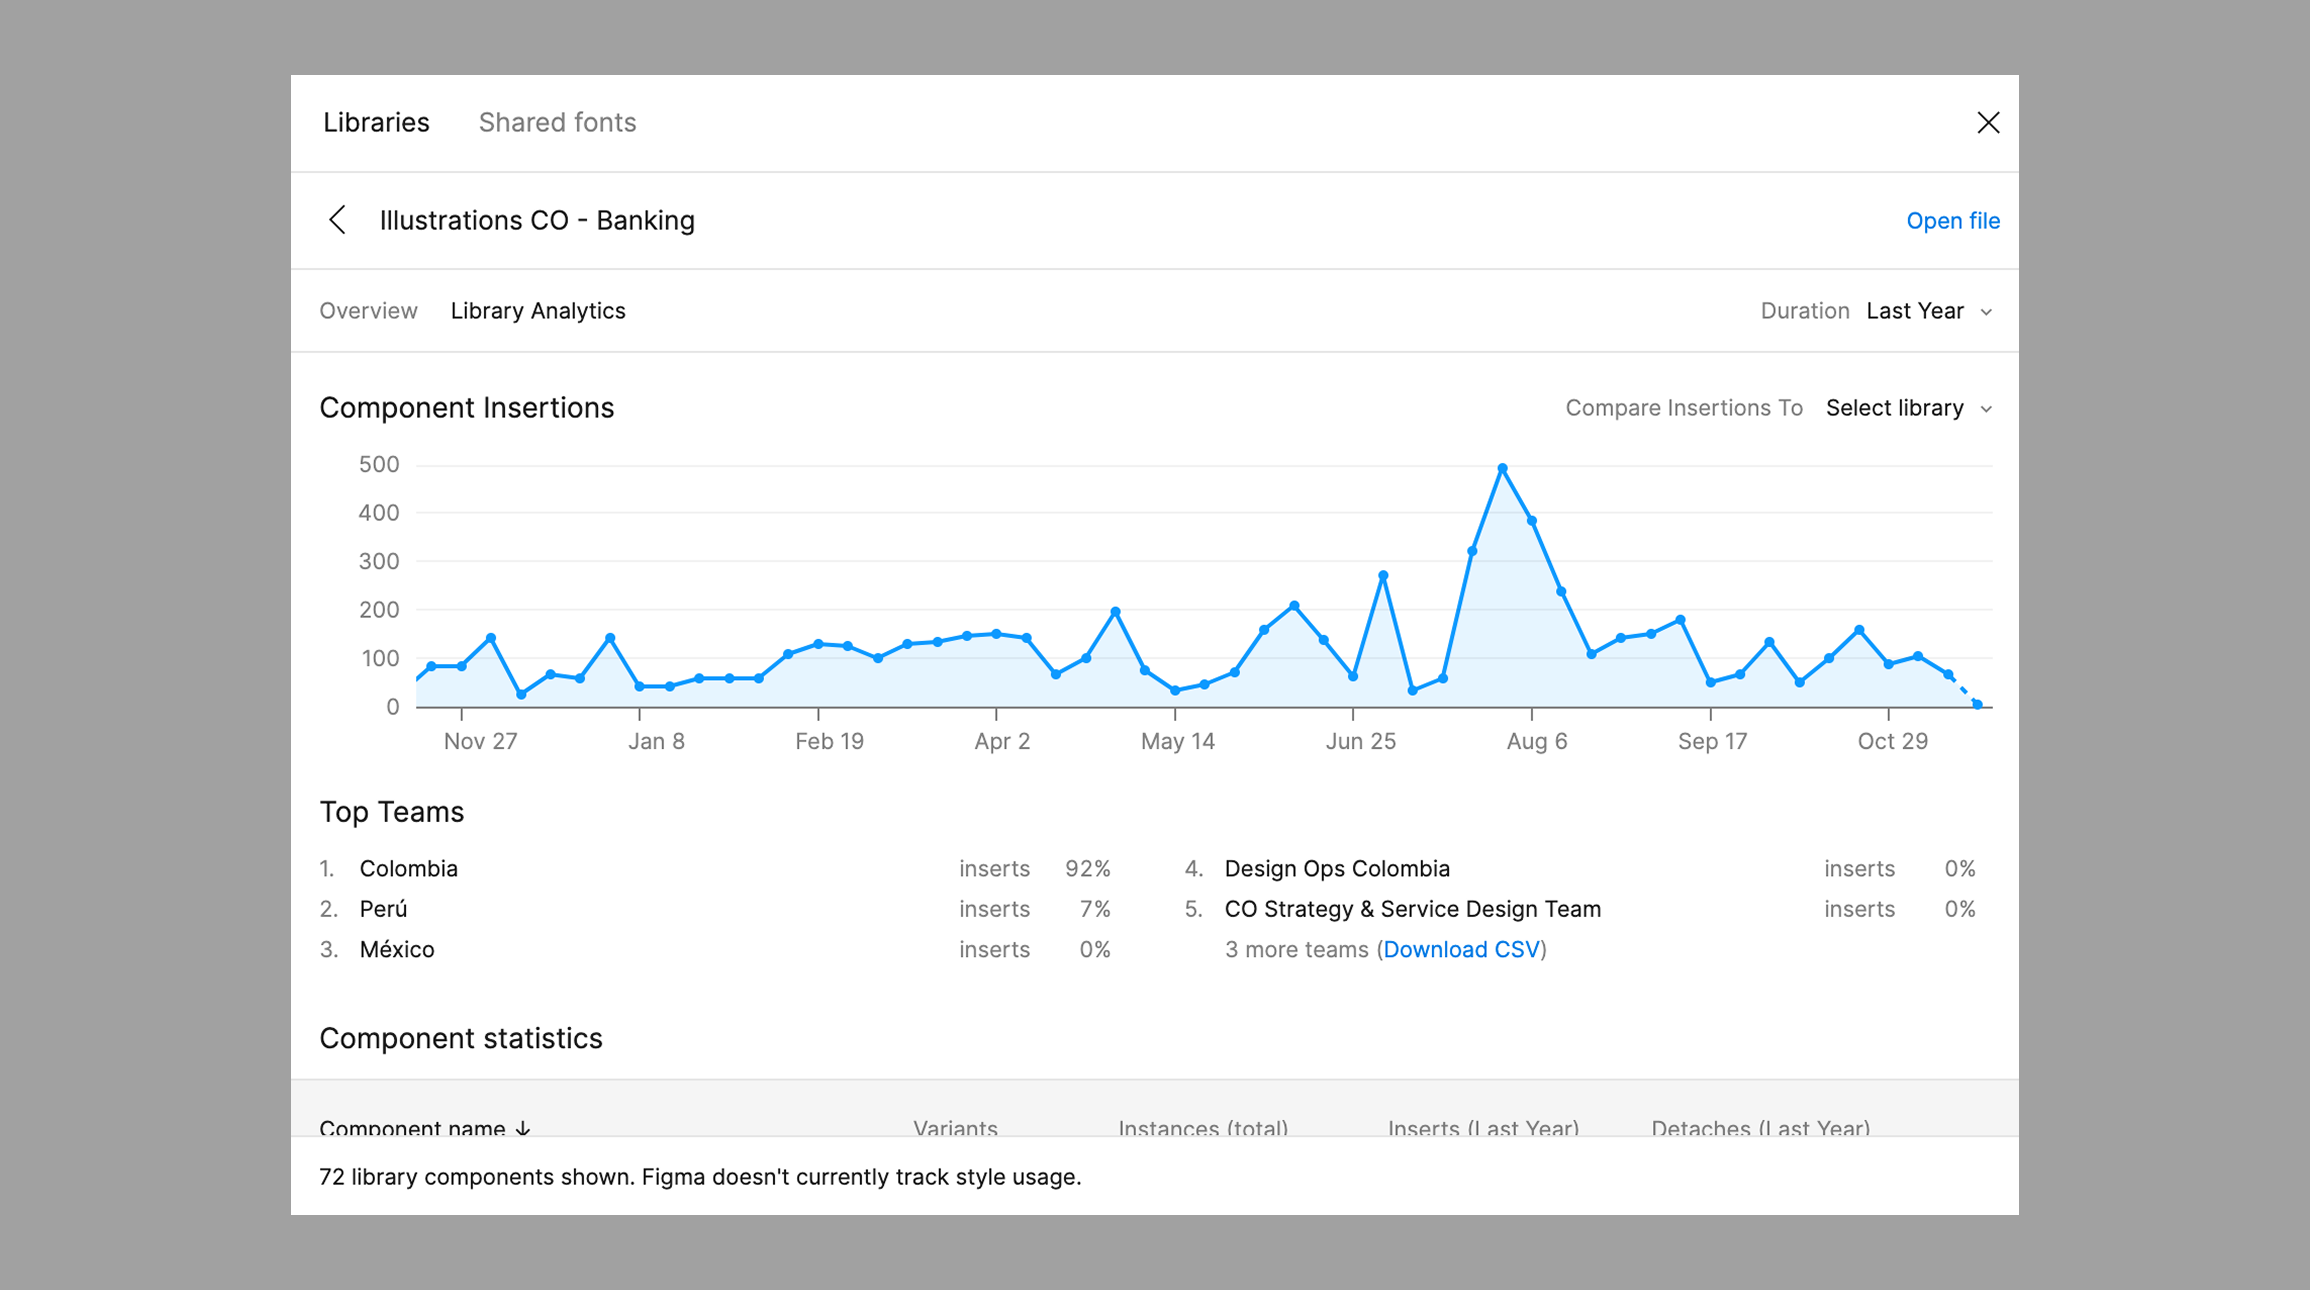 Libraries Shared fonts
Illustrations CO - Banking Open file
Overview Library Analytics Duration Last Year
Component Insertions Compare Insertions To Select library
500
400
300
200
100
0
Nov 27 Jan 8 Feb 19 Apr 2 May 14 Jun 25 Aug 6 Sep 17 Oct 29
Top Teams
1. Colombia inserts 92% 4. Design Ops Colombia inserts 0%
2. Perú inserts 7% 5. CO Strategy & Service Design Team inserts 0%
3. México inserts 0% 3 more teams (Download CSV)
Component statistics
Component name ↓ Variants Instances (total) Inserts (Last Year) Detaches (Last Year)
72 library components shown. Figma doesn't currently track style usage.